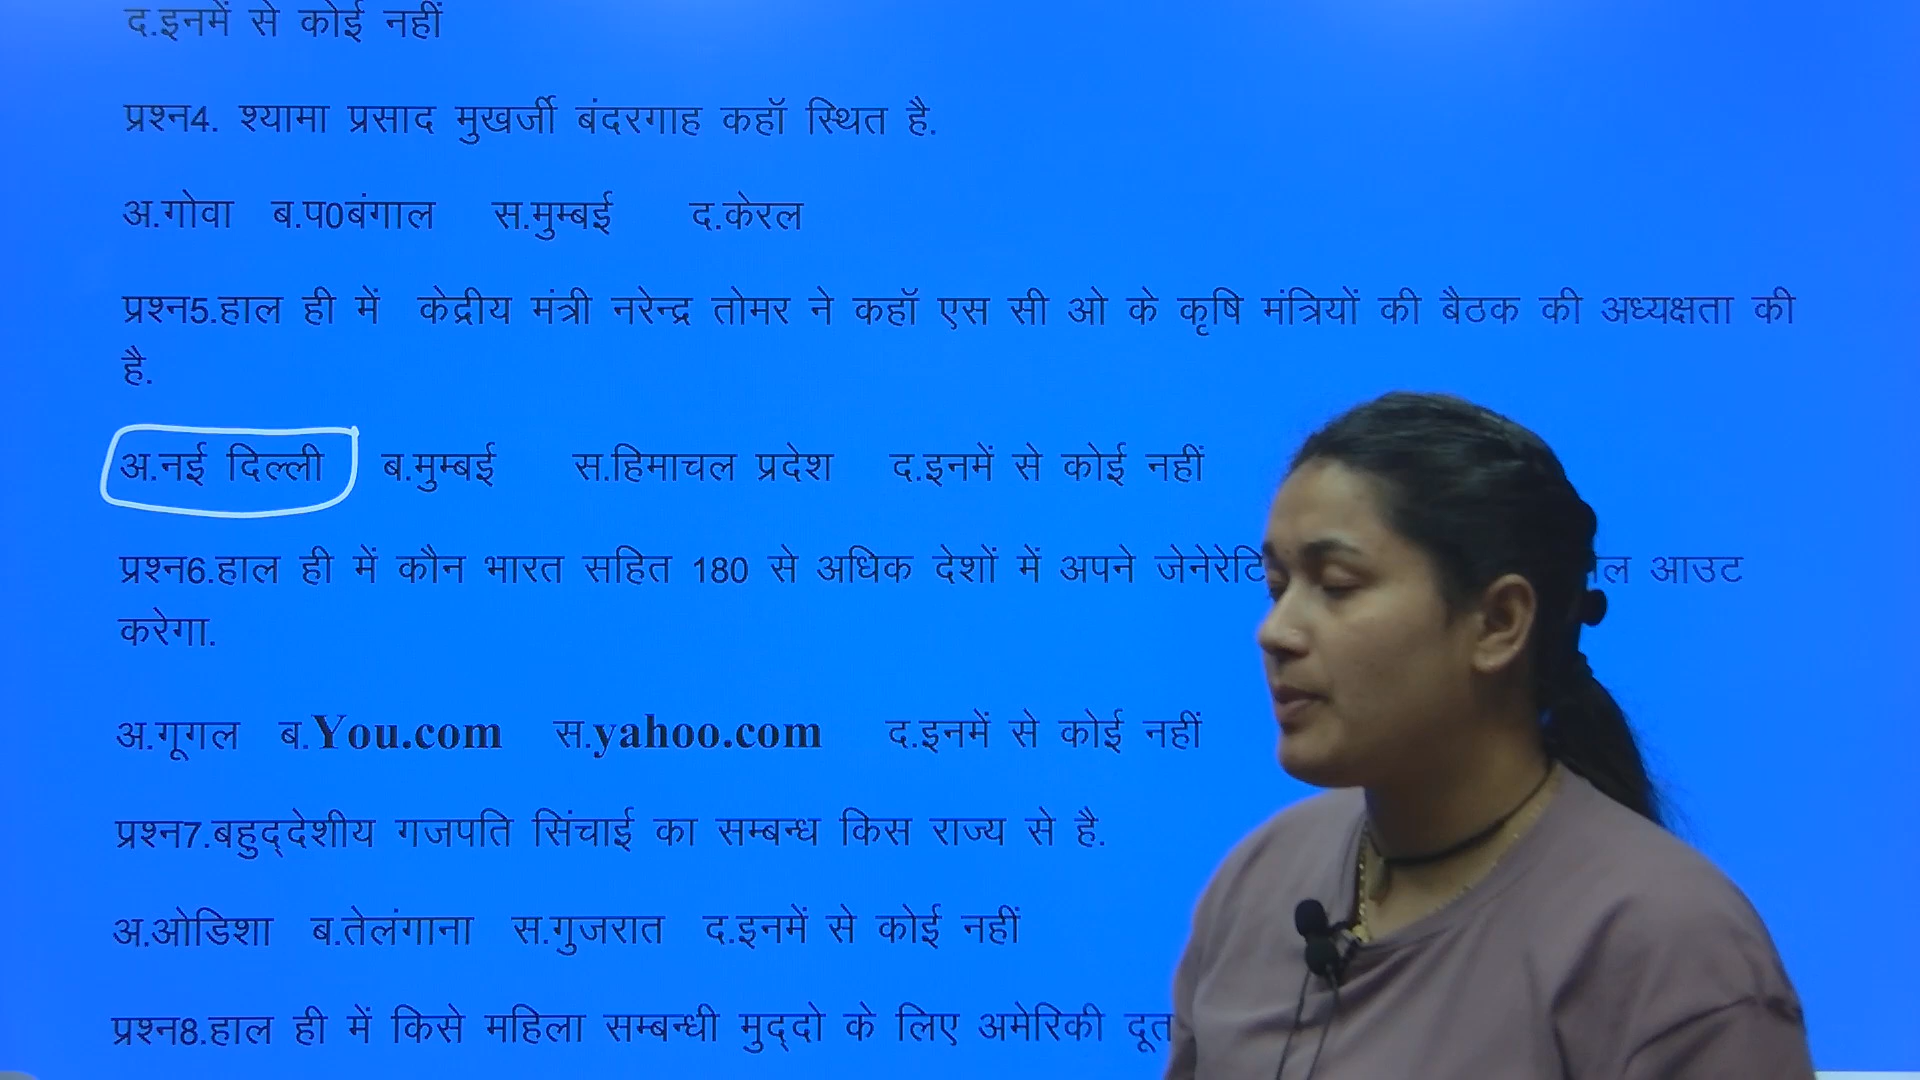 द.इनमें से कोई नहीं
प्रश्न4. श्यामा प्रसाद मुखर्जी बंदरगाह कहॉ स्थित है.
अ.गोवा ब.प0बंगाल स.मुम्बई द.केरल
प्रश्न5.हाल ही में केद्रीय मंत्री नरेन्द्र तोमर ने कहॉ एस सी ओ के कृषि मंत्रियों की बैठक की अध्यक्षता की
है.
अ.नई दिल्ली ब.मुम्बई स.हिमाचल प्रदेश द.इनमें से कोई नहीं
प्रश्न6.हाल ही में कौन भारत सहित 180 से अधिक देशों में अपने आउट
करेगा.
अ.गूगल ब.You.com स.yahoo.com द.इनमें से कोई नहीं
प्रश्न7.बहुद्देशीय गजपति सिंचाई का सम्बन्ध किस राज्य से है.
अ.ओडिशा ब.तेलंगाना स.गुजरात द.इनमें से कोई नहीं
प्रश्न8.हाल ही में किसे महिला सम्बन्धी मुद्दो के लिए अमेरिकी दूत